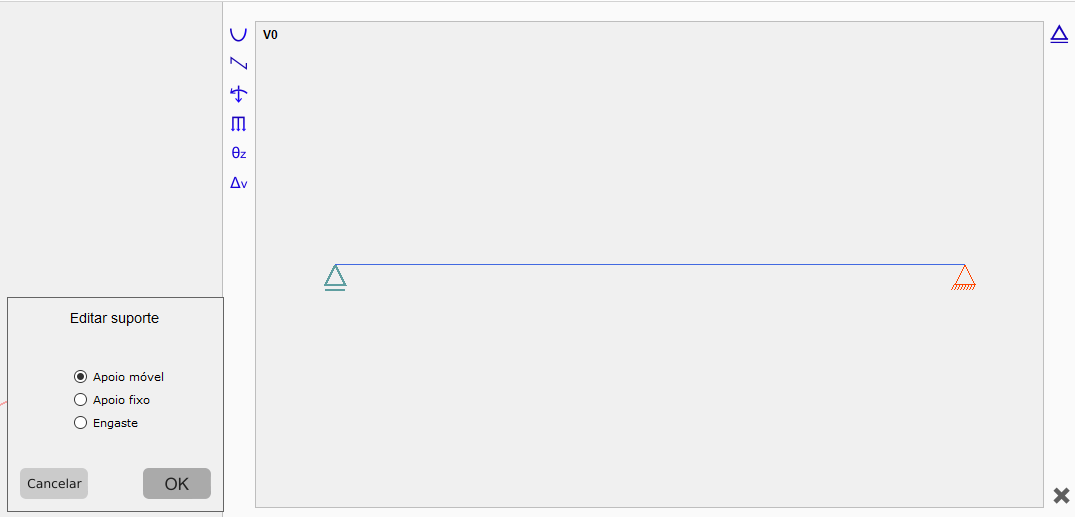 V0
θz
Δv
Editar suporte
Apoio móvel
Apoio fixo
Engaste
Cancelar
OK